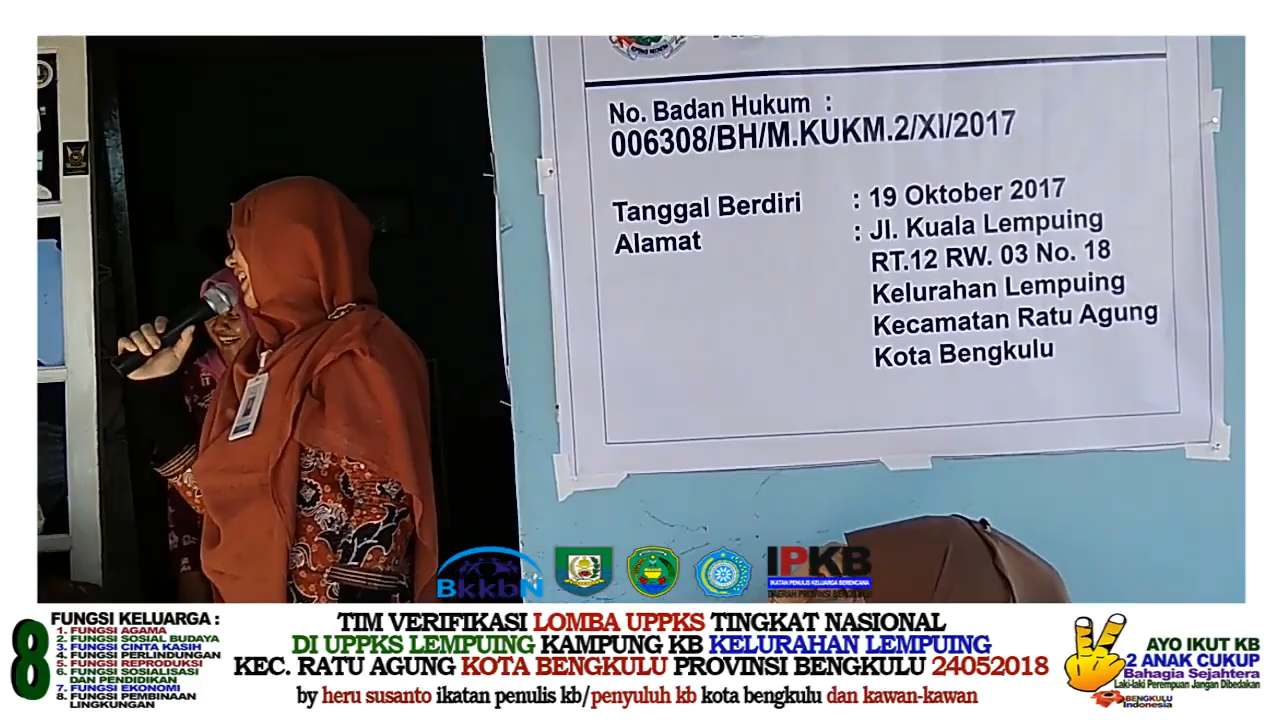 No. Badan Hukum :
006308/BH/M.KUKM.2/XI/2017
Tanggal Berdiri : 19 Oktober 2017
Alamat : Jl. Kuala Lempuing
RT.12 RW. 03 No. 18
Kelurahan Lempuing
Kecamatan Ratu Agung
Kota Bengkulu
BkkbN
IPKB
IKATAN PENULIS KELUARGA BERENCANA
DAERAH PROVINSI BENGKULU
8
FUNGSI KELUARGA :
1. FUNGSI AGAMA
2. FUNGSI SOSIAL BUDAYA
3. FUNGSI CINTA KASIH
4. FUNGSI PERLINDUNGAN
5. FUNGSI REPRODUKSI
6. FUNGSI SOSIALISASI
DAN PENDIDIKAN
7. FUNGSI EKONOMI
8. FUNGSI PEMBINAAN
LINGKUNGAN
TIM VERIFIKASI LOMBA UPPKS TINGKAT NASIONAL
DI UPPKS LEMPUING KAMPUNG KB KELURAHAN LEMPUING
KEC. RATU AGUNG KOTA BENGKULU PROVINSI BENGKULU 24052018
by heru susanto ikatan penulis kb/penyuluh kb kota bengkulu dan kawan-kawan
AYO IKUT KB
2 ANAK CUKUP
Bahagia Sejahtera
Laki-laki Perempuan Jangan Dibedakan
BENGKULU
Indonesia